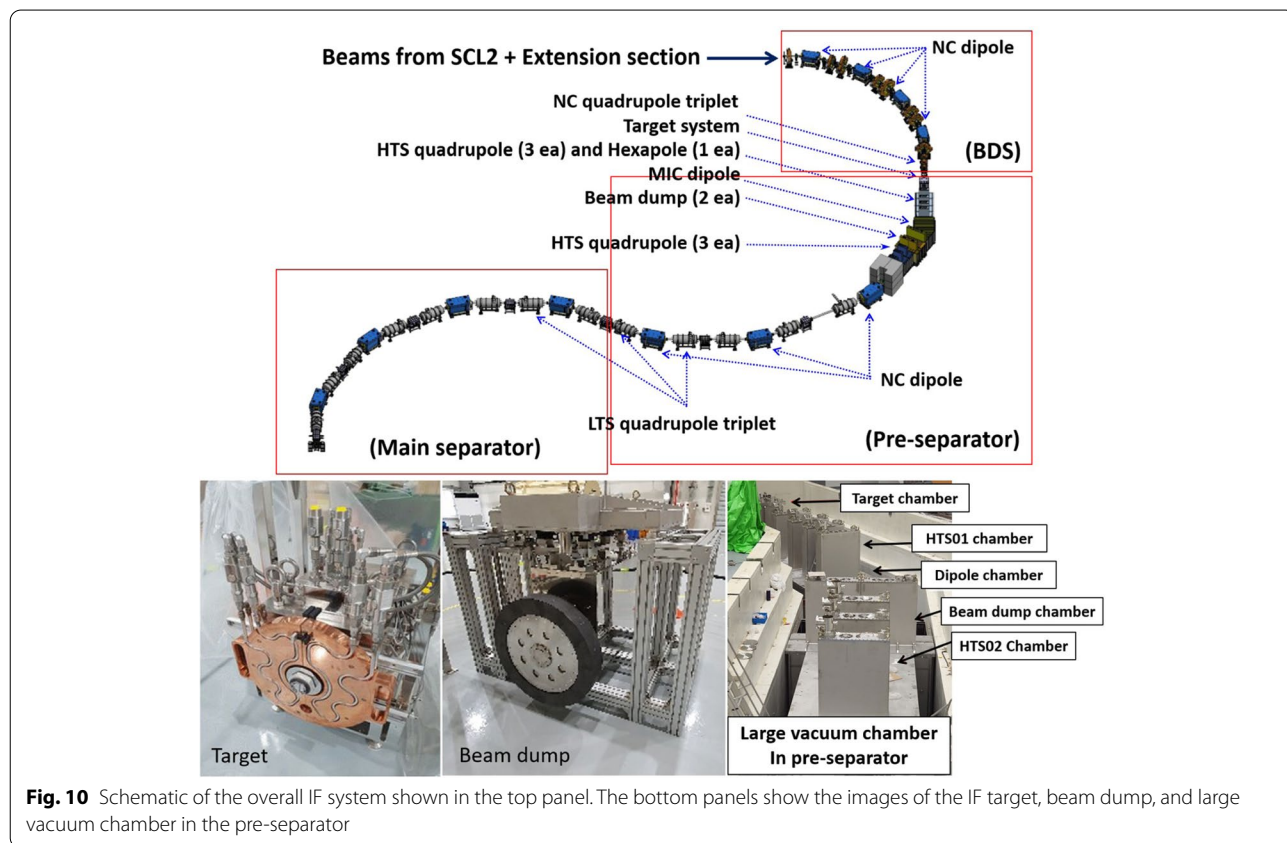 Beams from SCL2 + Extension section
NC dipole
NC quadrupole triplet
Target system
HTS quadrupole (3 ea) and Hexapole (1 ea)
(BDS)
MIC dipole
Beam dump (2 ea)
HTS quadrupole (3 ea)
NC dipole
LTS quadrupole triplet
(Main separator)
(Pre-separator)
Target
Beam dump
Target chamber
HTS01 chamber
Dipole chamber
Beam dump chamber
HTS02 Chamber
Large vacuum chamber
In pre-separator
Fig. 10 Schematic of the overall IF system shown in the top panel. The bottom panels show the images of the IF target, beam dump, and large
vacuum chamber in the pre-separator